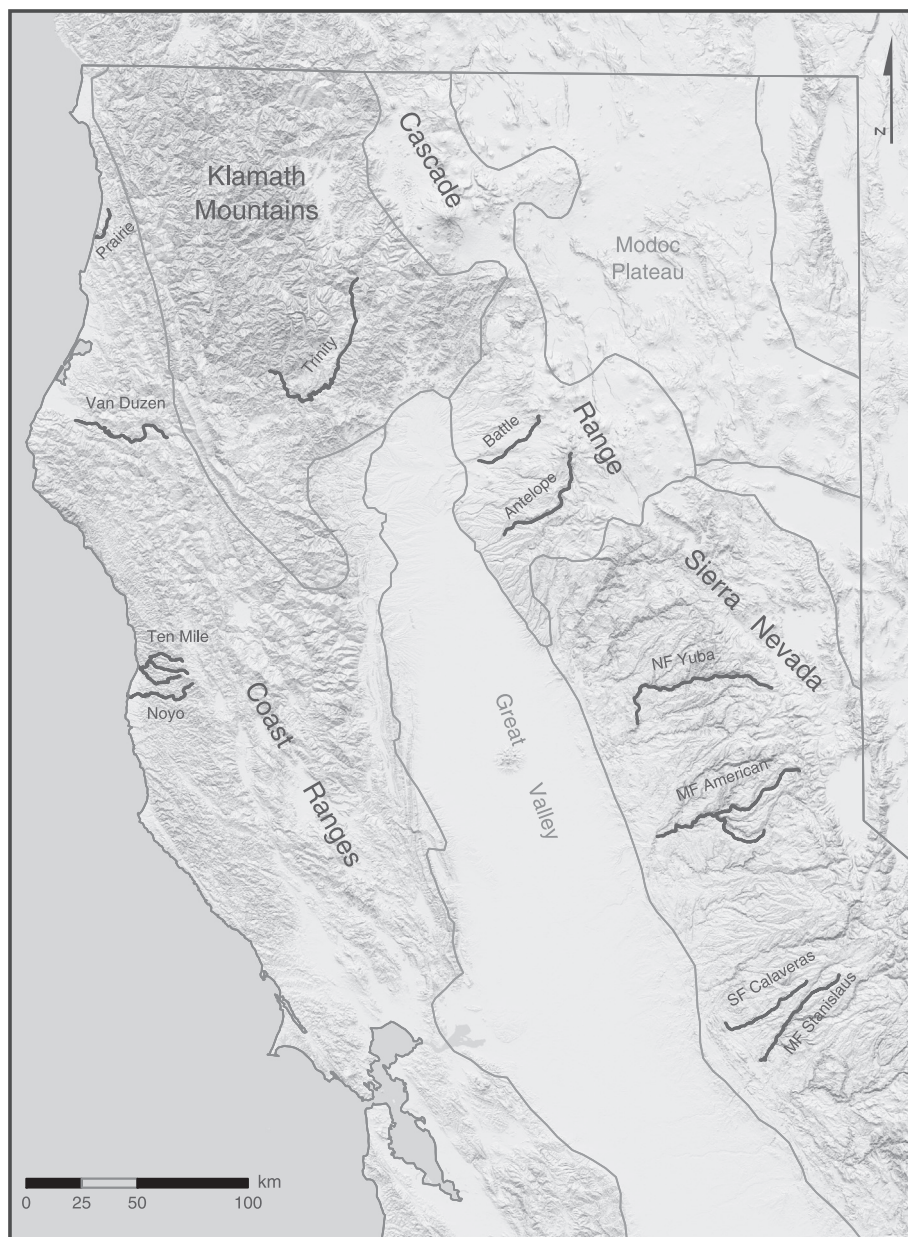 N
Cascade
Klamath
Mountains
Prairie
Modoc
Plateau
Trinity
Van Duzen
Battle
Range
Antelope
Sierra Nevada
Ten Mile
NF Yuba
Noyo
Coast Ranges
Great Valley
MF American
SF Calaveras
MF Stanislaus
km
0 25 50 100